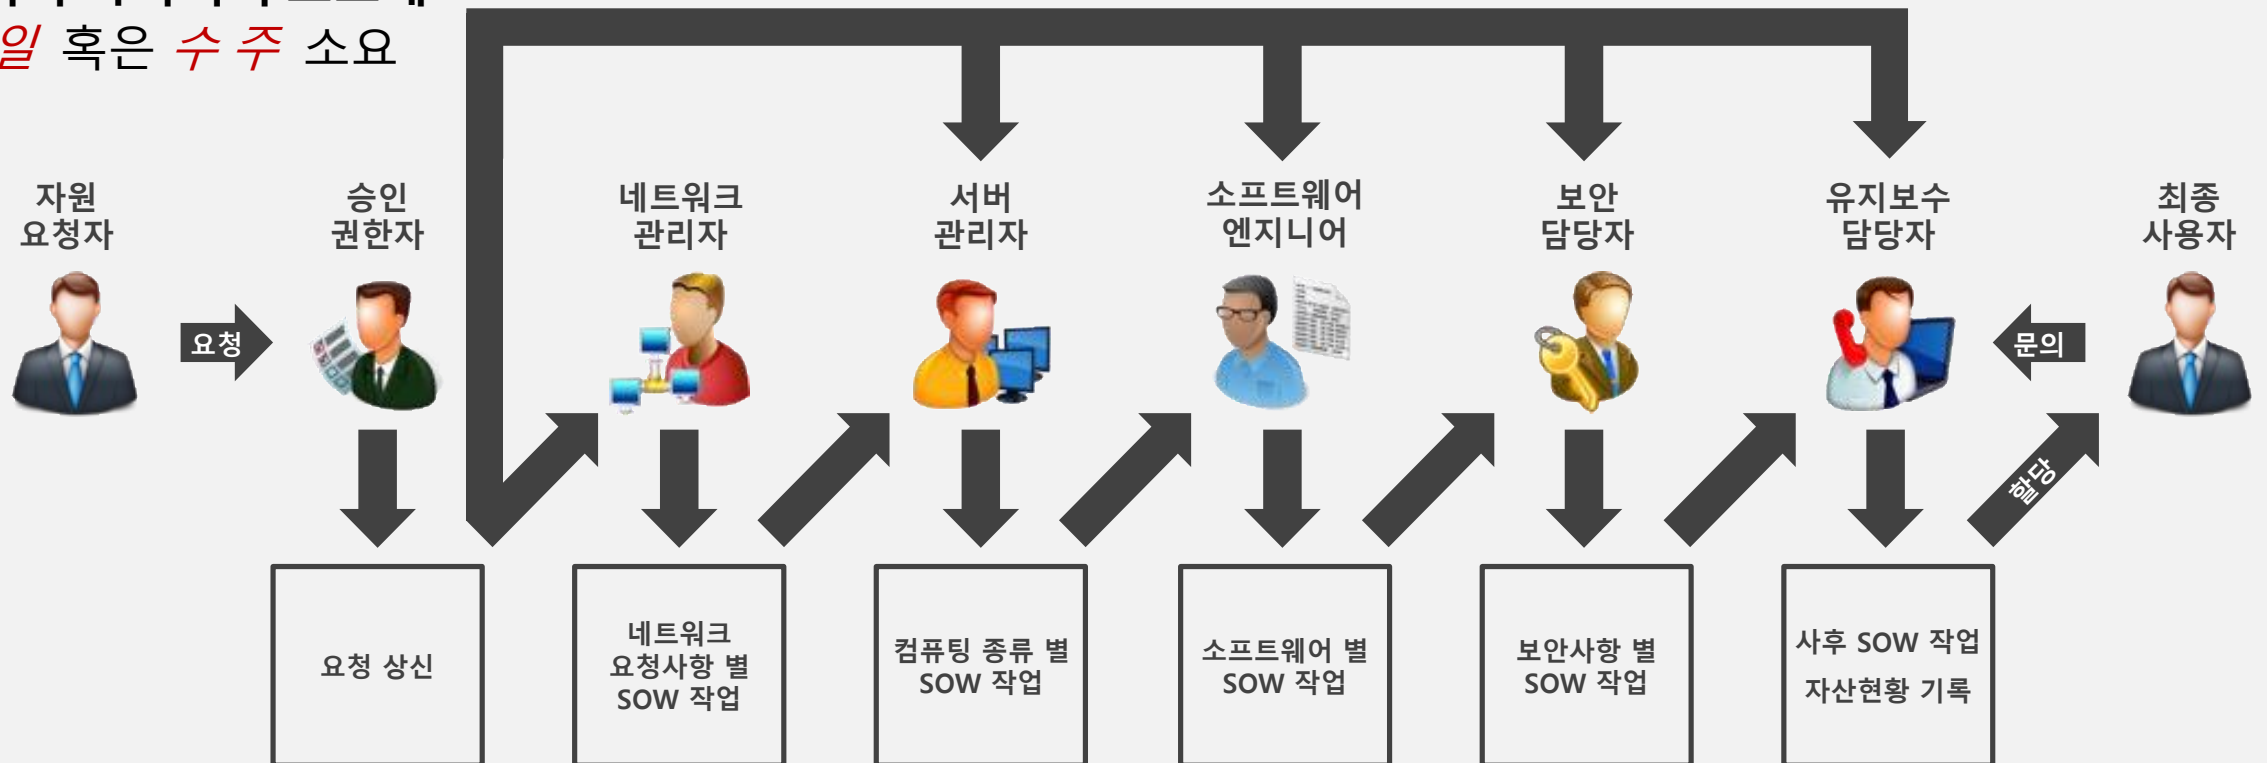 일 혹은 수 주 소요
자원
요청자
승인
권한자
네트워크
관리자
서버
관리자
소프트웨어
엔지니어
보안
담당자
유지보수
담당자
최종
사용자
요청
문의
할당
요청 상신
네트워크
요청사항 별
SOW 작업
컴퓨팅 종류 별
SOW 작업
소프트웨어 별
SOW 작업
보안사항 별
SOW 작업
사후 SOW 작업
자산현황 기록